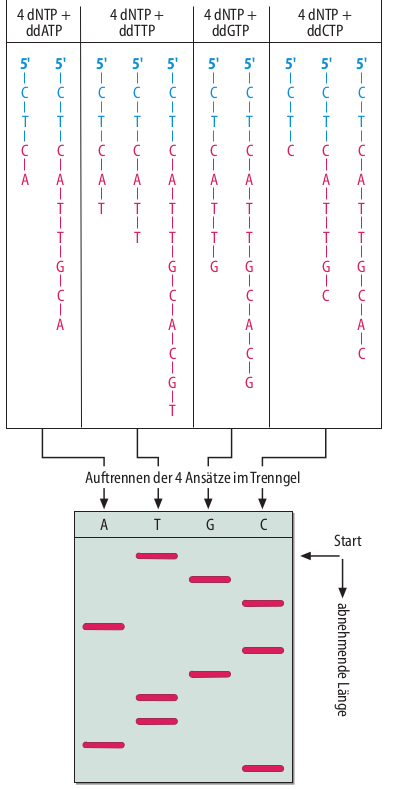 4 dNTP + 4 dNTP + 4 dNTP + 4 dNTP +
ddATP ddTTP ddGTP ddCTP
5' 5' 5' 5' 5' 5' 5' 5' 5' 5'
C C C C C C C C C C
T T T T T T T T T T
C C C C C C C C C C
A A A A A A A A A
T T T T T T T T
T T T T T T T
G G G G G G
C C C C C
A A A A
C C C
G G
T
Auftrennen der 4 Ansätze im Trenngel
A T G C
Start
abnehmende Länge